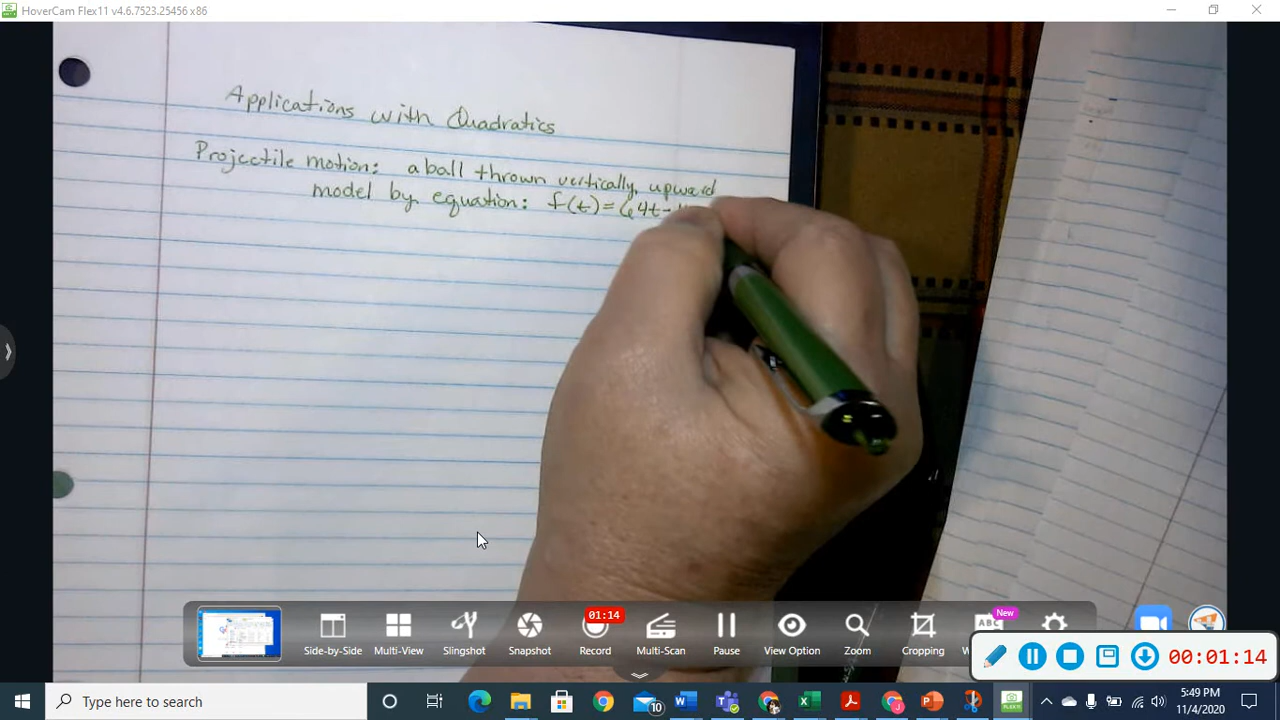 HoverCam Flex11 v4.6.7523.25456 x86
Applications with Quadratics
Projectile motion: a ball thrown vertically upward
model by equation: f(t) = 64t -
01:14
New
ABC
Side-by-Side Multi-View Slingshot Snapshot Record Multi-Scan Pause View Option Zoom Cropping
00:01:14
Type here to search
10
5:49 PM
11/4/2020